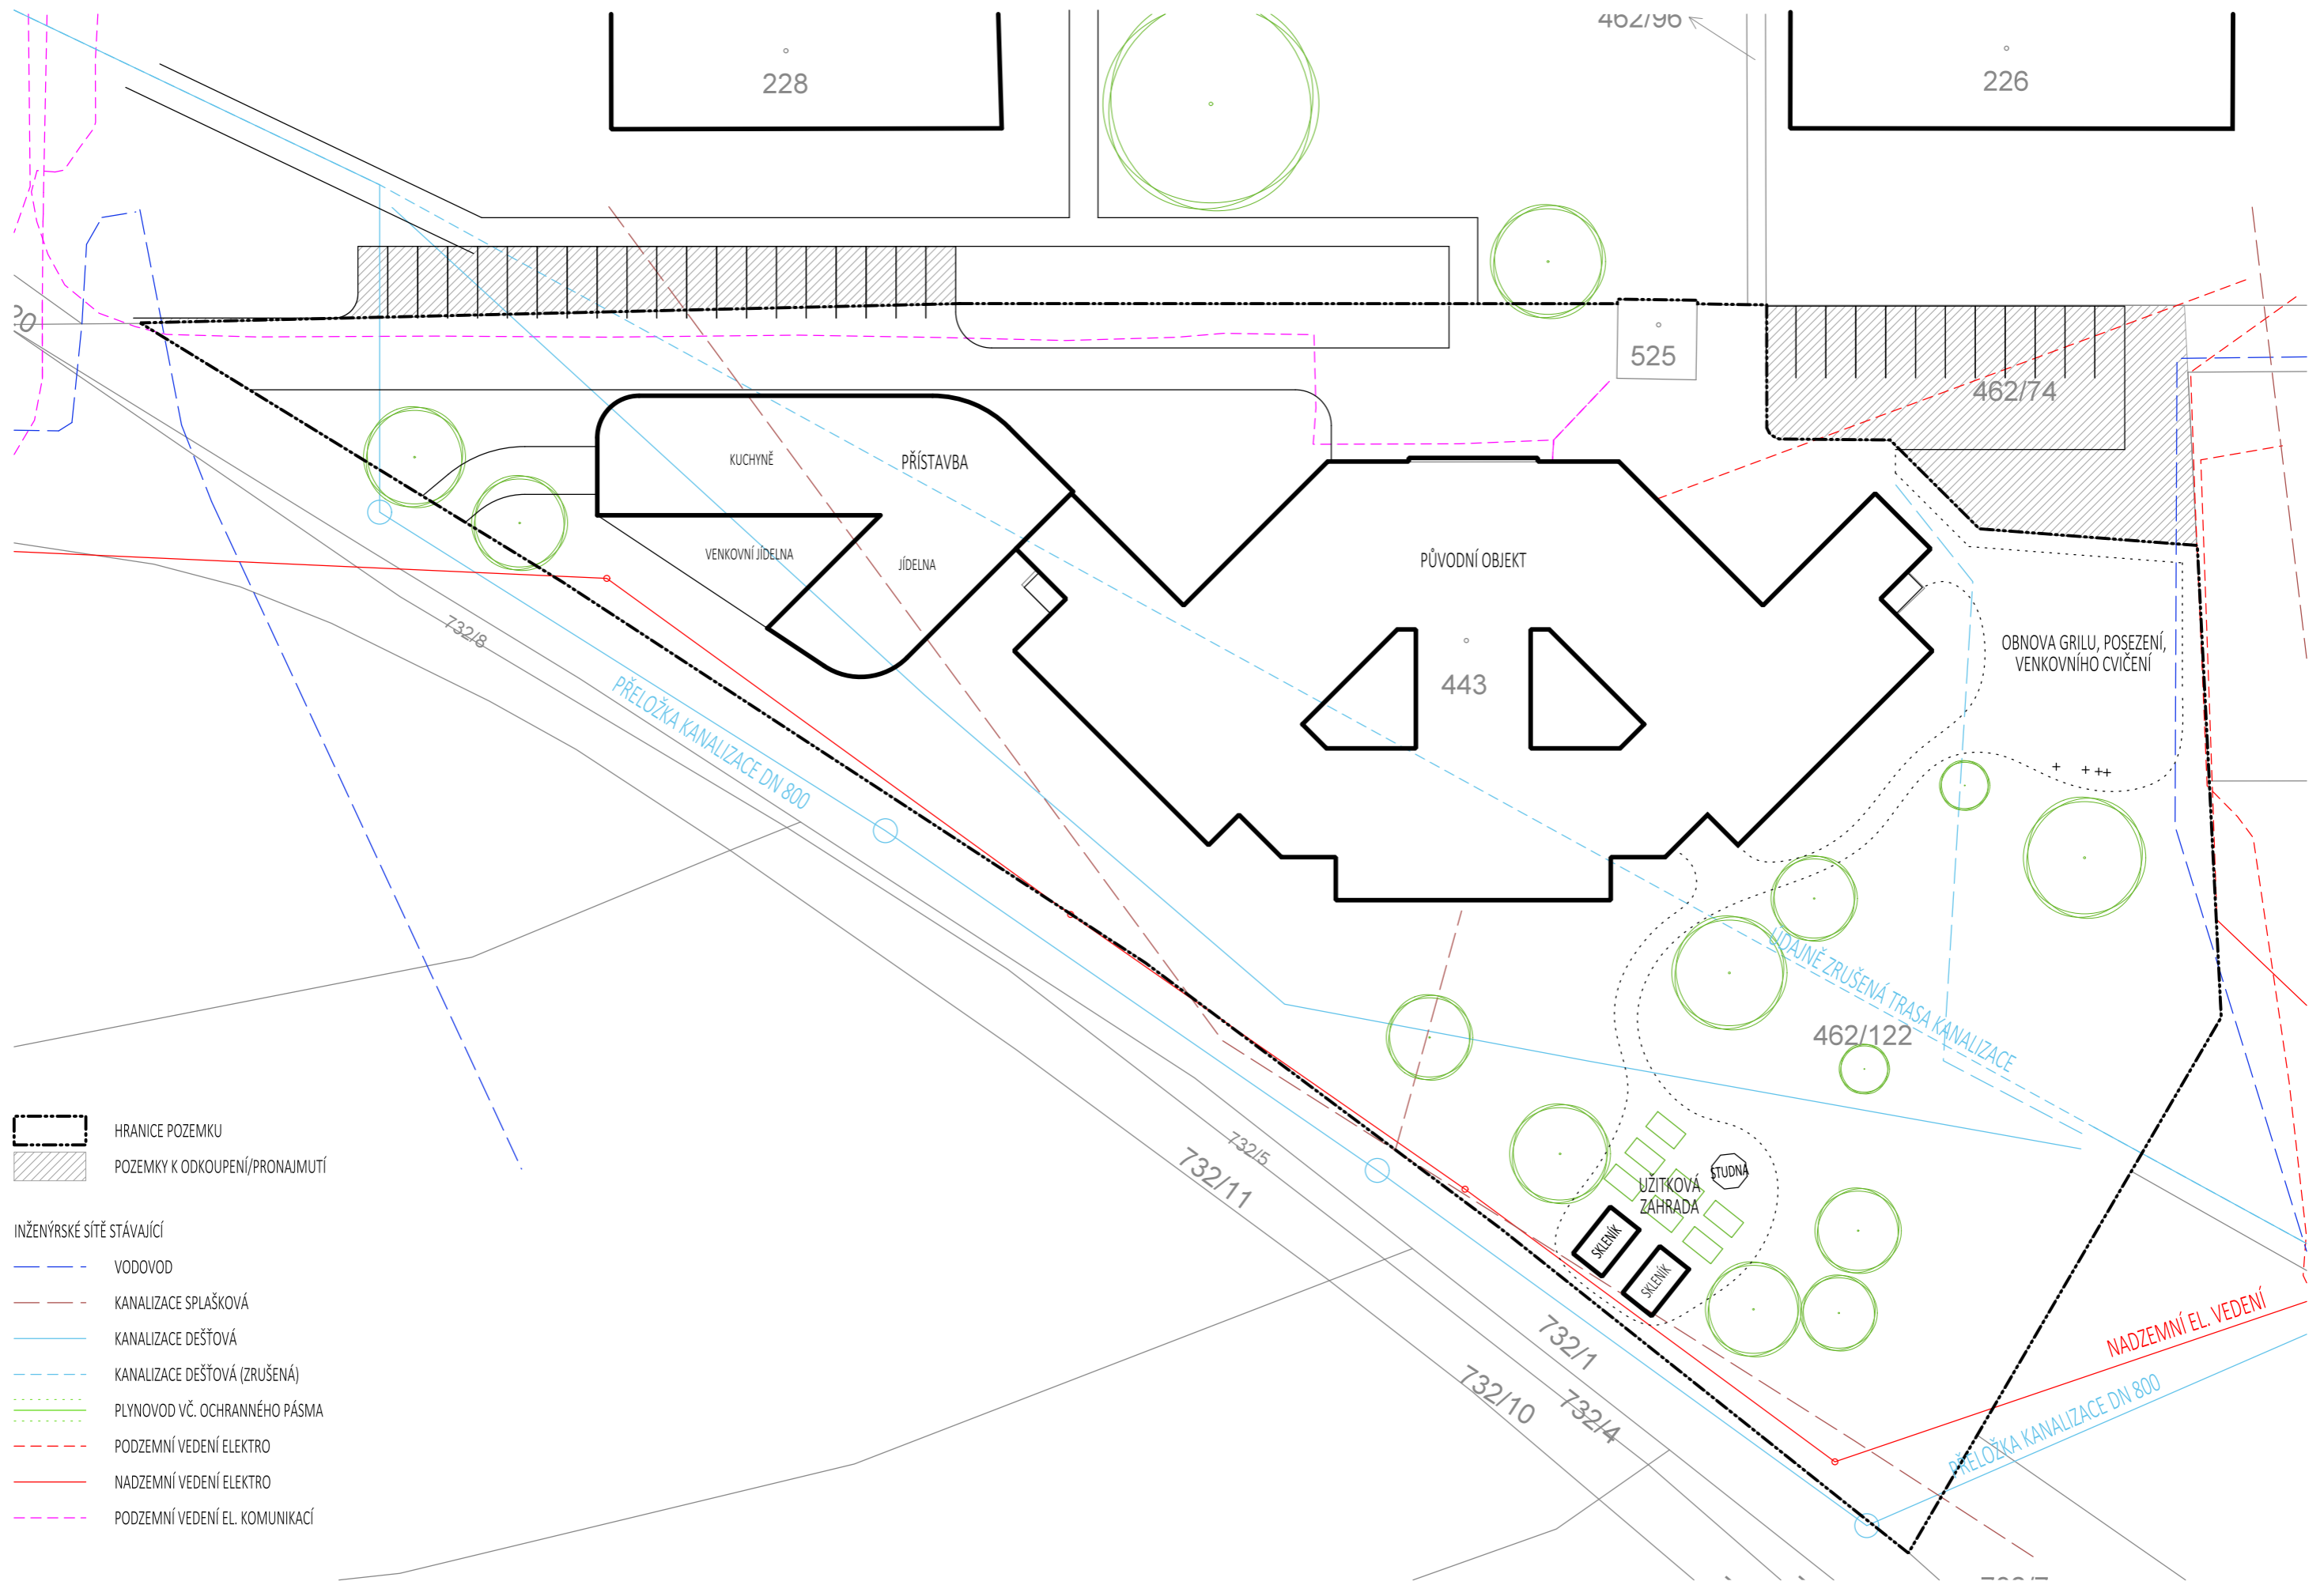 462/96
228
226
525
462/74
KUCHYNĚ
PŘÍSTAVBA
VENKOVNÍ JÍDELNA
JÍDELNA
PŮVODNÍ OBJEKT
443
OBNOVA GRILU, POSEZENÍ,
VENKOVNÍHO CVIČENÍ
732/8
PŘELOŽKA KANALIZACE DN 800
ÚDAJNĚ ZRUŠENÁ TRASA KANALIZACE
462/122
732/5
732/11
STUDNA
UŽITKOVÁ
ZAHRADA
SKLENÍK
SKLENÍK
732/1
732/10
732/4
NADZEMNÍ EL. VEDENÍ
PŘELOŽKA KANALIZACE DN 800
HRANICE POZEMKU
POZEMKY K ODKOUPENÍ/PRONAJMUTÍ
INŽENÝRSKÉ SÍTĚ STÁVAJÍCÍ
VODOVOD
KANALIZACE SPLAŠKOVÁ
KANALIZACE DEŠŤOVÁ
KANALIZACE DEŠŤOVÁ (ZRUŠENÁ)
PLYNOVOD VČ. OCHRANNÉHO PÁSMA
PODZEMNÍ VEDENÍ ELEKTRO
NADZEMNÍ VEDENÍ ELEKTRO
PODZEMNÍ VEDENÍ EL. KOMUNIKACÍ